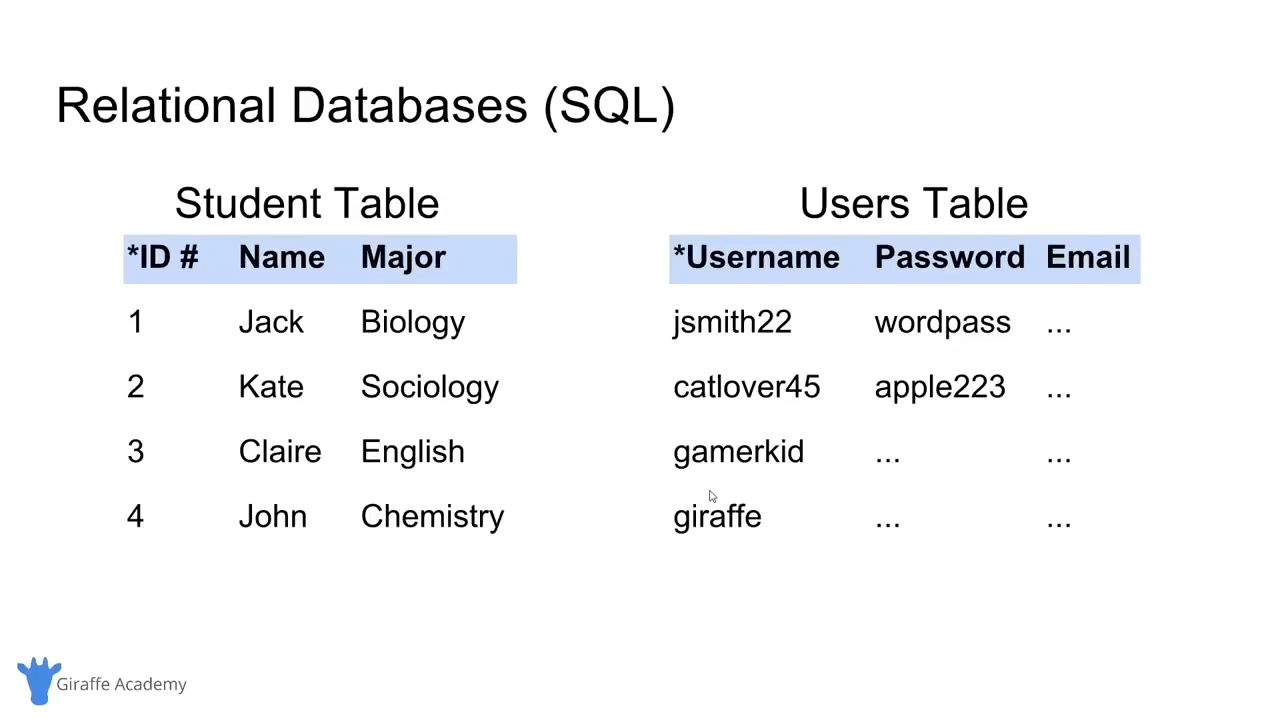 Relational Databases (SQL)
Student Table
*ID # Name Major
1 Jack Biology
2 Kate Sociology
3 Claire English
4 John Chemistry
Users Table
*Username Password Email
jsmith22 wordpass ...
catlover45 apple223 ...
gamerkid ... ...
giraffe ... ...
Giraffe Academy